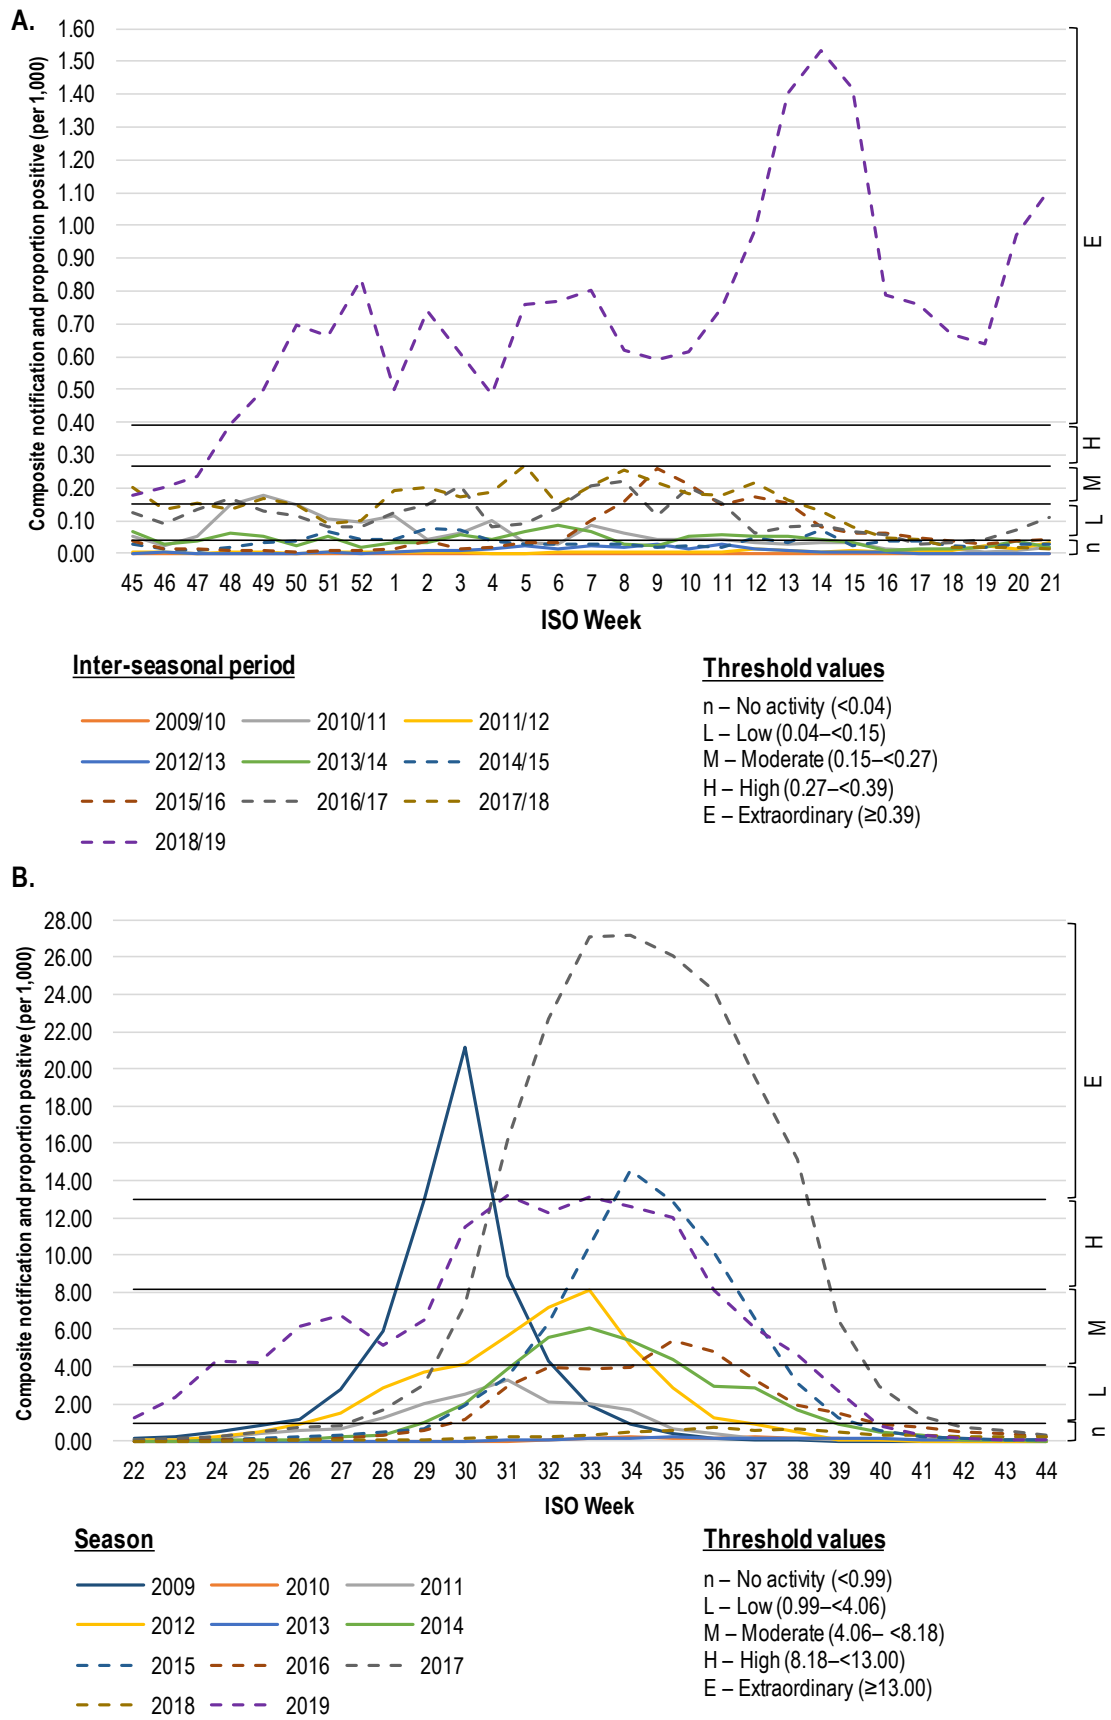 A.
Composite notification and proportion positive (per 1,000)
1.60
1.50
1.40
1.30
1.20
1.10
1.00
0.90
0.80
0.70
0.60
0.50
0.40
0.30
0.20
0.10
0.00
E
H
M
L
n
45 46 47 48 49 50 51 52 1 2 3 4 5 6 7 8 9 10 11 12 13 14 15 16 17 18 19 20 21
ISO Week
Inter-seasonal period
2009/10 2010/11 2011/12
2012/13 2013/14 2014/15
2015/16 2016/17 2017/18
2018/19
Threshold values
n – No activity (<0.04)
L – Low (0.04–<0.15)
M – Moderate (0.15–<0.27)
H – High (0.27–<0.39)
E – Extraordinary (≥0.39)
B.
Composite notification and proportion positive (per 1,000)
28.00
26.00
24.00
22.00
20.00
18.00
16.00
14.00
12.00
10.00
8.00
6.00
4.00
2.00
0.00
E
H
M
L
n
22 23 24 25 26 27 28 29 30 31 32 33 34 35 36 37 38 39 40 41 42 43 44
ISO Week
Season
2009 2010 2011
2012 2013 2014
2015 2016 2017
2018 2019
Threshold values
n – No activity (<0.99)
L – Low (0.99–<4.06)
M – Moderate (4.06– <8.18)
H – High (8.18–<13.00)
E – Extraordinary (≥13.00)